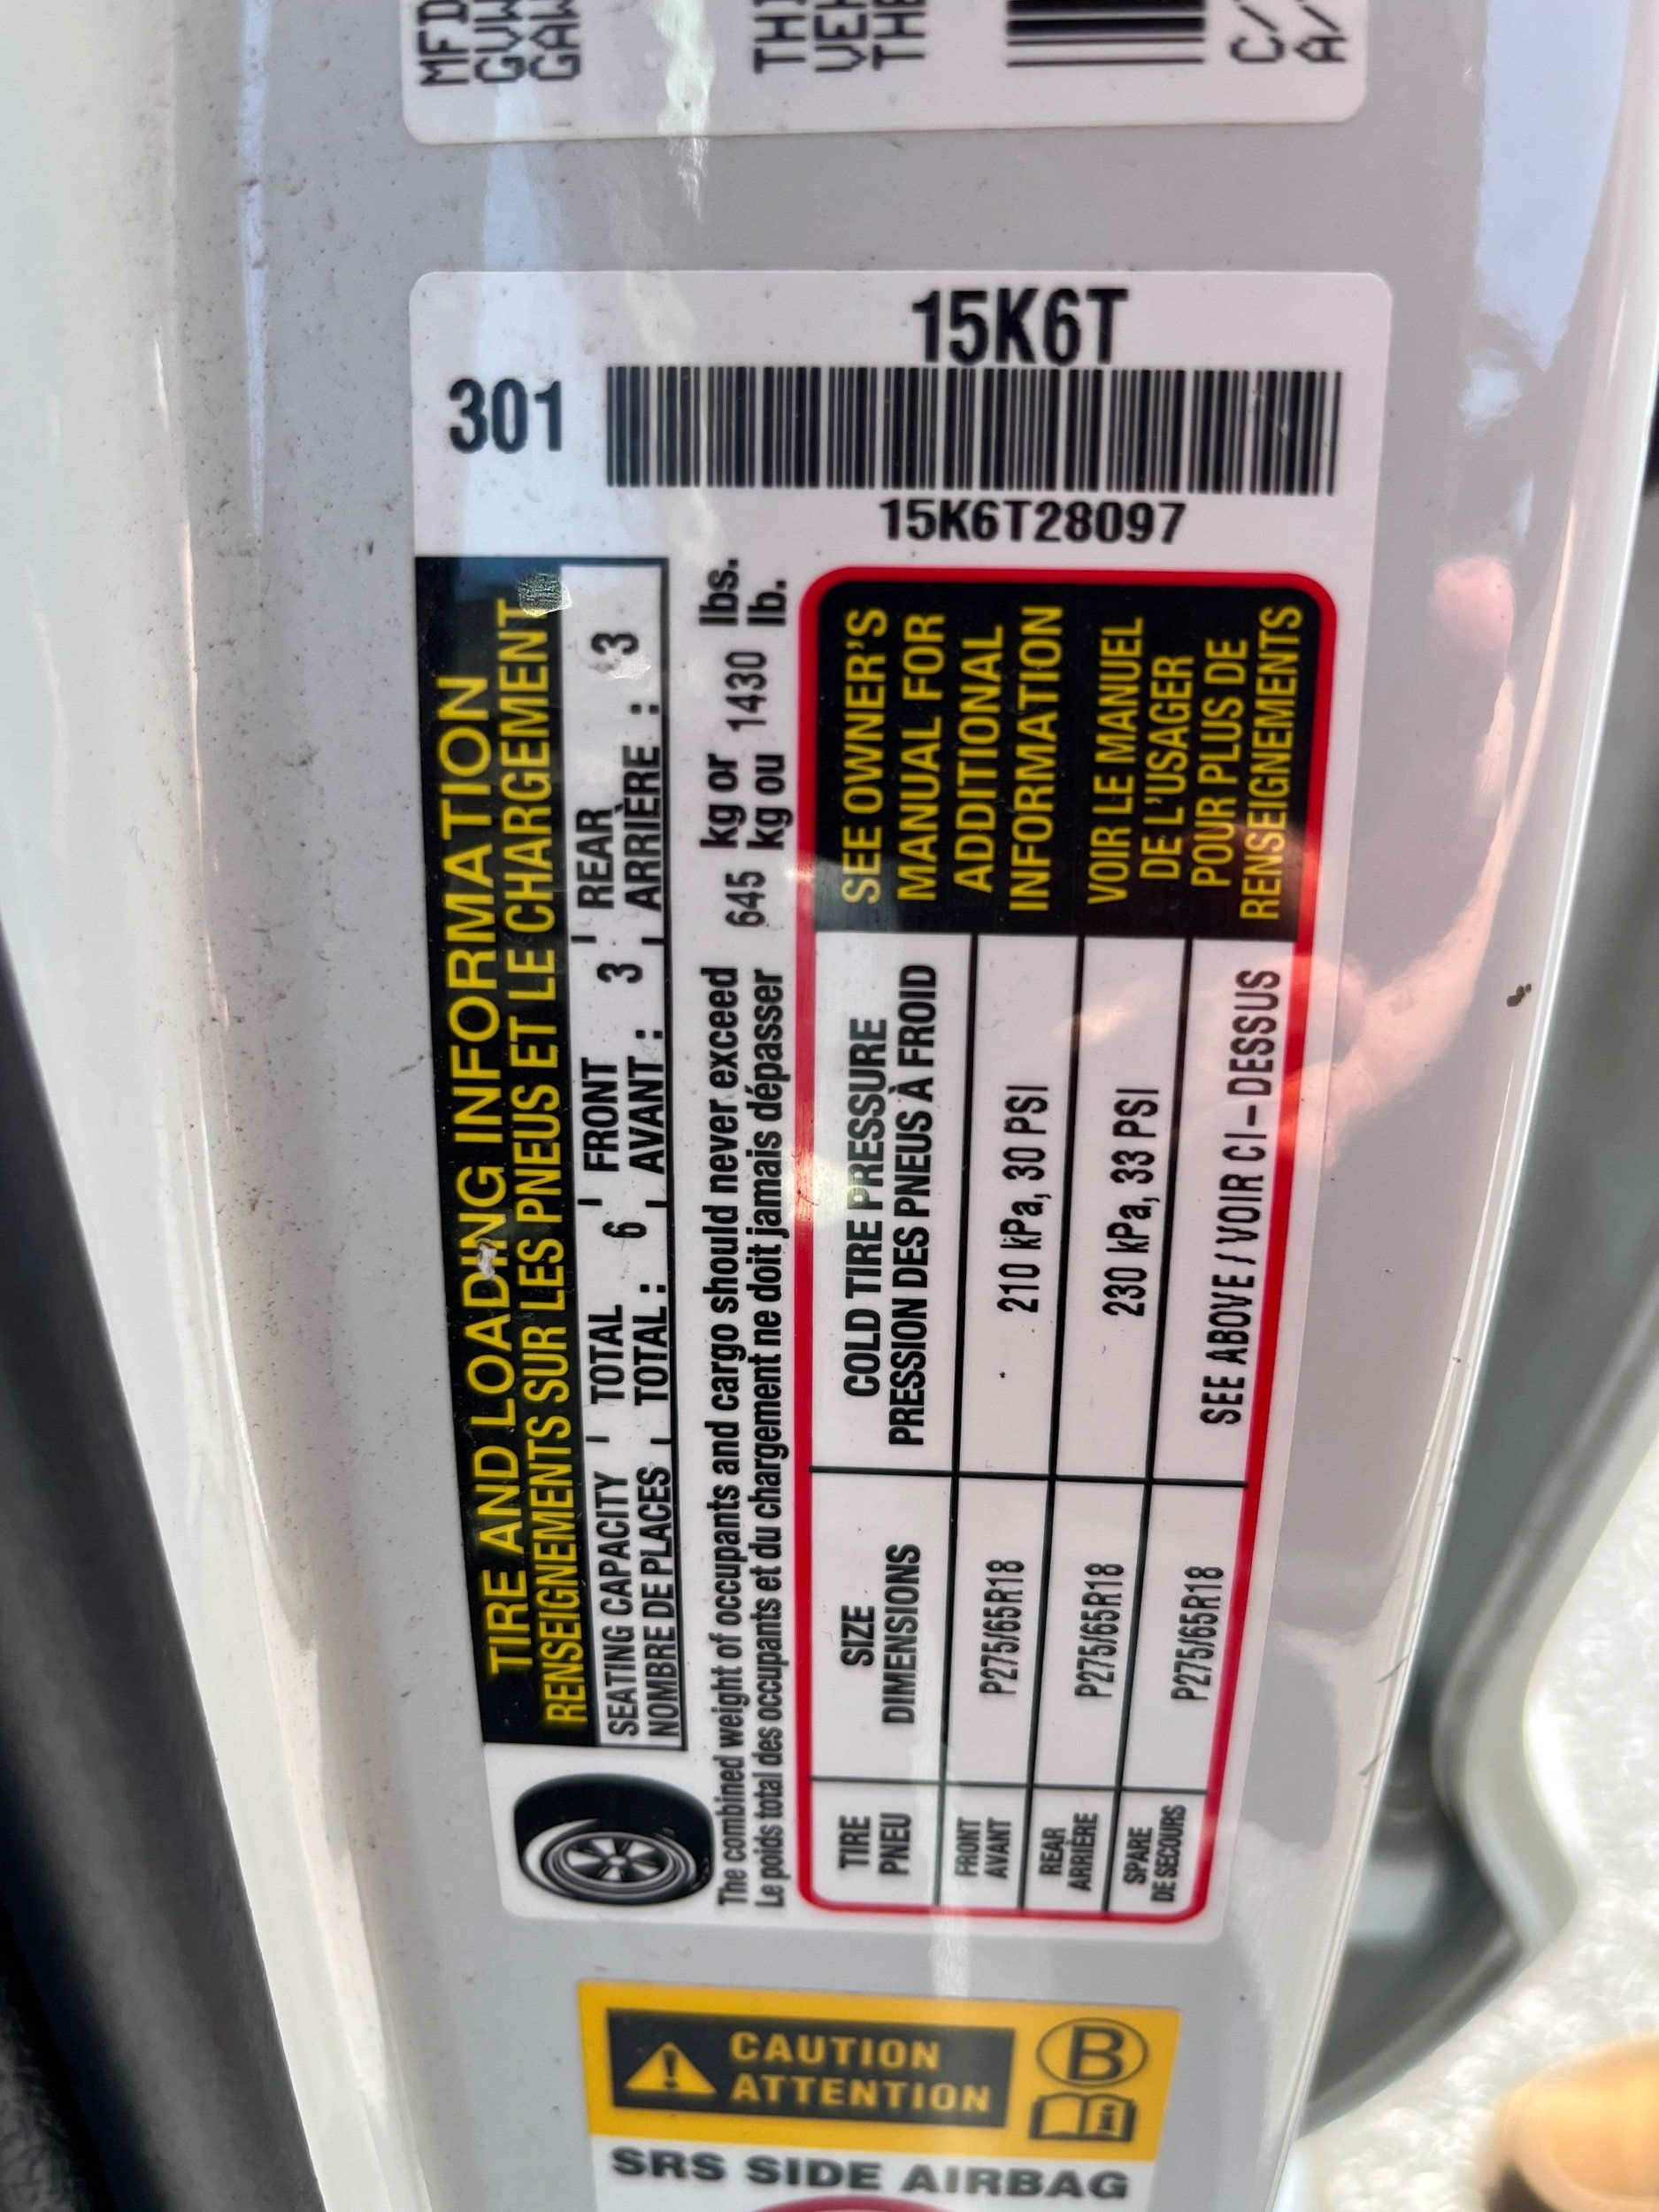 MFD
GVW
GAW
THI
VEH
THE
C/
A/
301
15K6T
15K6T28097
TIRE AND LOADING INFORMATION
RENSEIGNEMENTS SUR LES PNEUS ET LE CHARGEMENT
SEATING CAPACITY TOTAL 6 FRONT 3 REAR 3
NOMBRE DE PLACES TOTAL : AVANT : ARRIÈRE :
The combined weight of occupants and cargo should never exceed 645 kg or 1430 lbs.
Le poids total des occupants et du chargement ne doit jamais dépasser kg ou lb.
TIRE SIZE COLD TIRE PRESSURE
PNEU DIMENSIONS PRESSION DES PNEUS À FROID
FRONT P275/65R18 210 kPa, 30 PSI
AVANT
REAR P275/65R18 230 kPa, 33 PSI
ARRIÈRE
SPARE P275/65R18 SEE ABOVE / VOIR CI-DESSUS
DE SECOURS
SEE OWNER'S
MANUAL FOR
ADDITIONAL
INFORMATION
VOIR LE MANUEL
DE L'USAGER
POUR PLUS DE
RENSEIGNEMENTS
CAUTION
ATTENTION
B
i
SRS SIDE AIRBAG